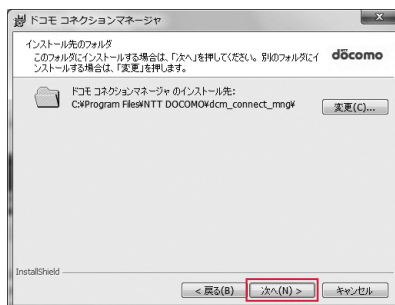 ドコモ コネクションマネージャ
インストール先のフォルダ
このフォルダにインストールする場合は、「次へ」を押してください。別のフォルダにイ
ンストールする場合は、「変更」を押します。
döcomo
ドコモ コネクションマネージャ のインストール先:
C:¥Program Files¥NTT DOCOMO¥dcm_connect_mng¥
変更(C)...
InstallShield
< 戻る(B)
次へ(N) >
キャンセル